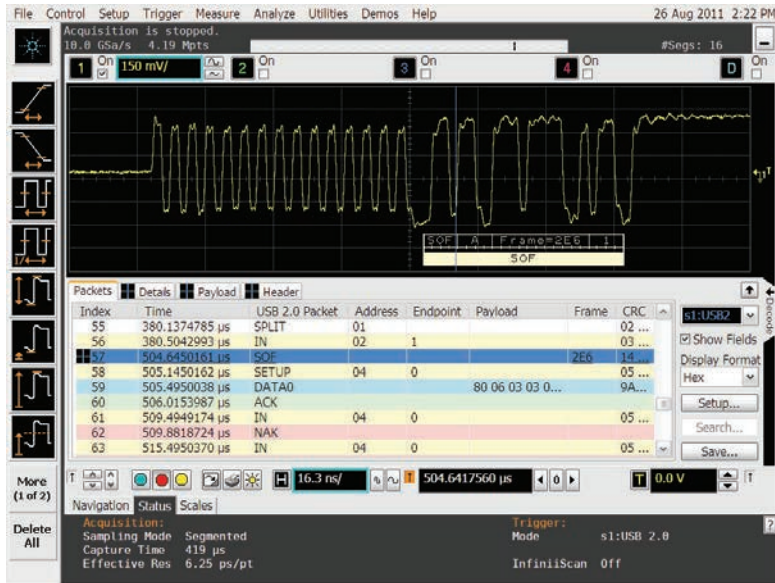 File Control Setup Trigger Measure Analyze Utilities Demos Help 26 Aug 2011 2:22 PM
Acquisition is stopped.
10.0 GSa/s 4.19 Mpts #Segs: 16
1 On 150 mV/ 2 On 3 On 4 On D On
SOF A Frame=2E6 1
SOF
Packets Details Payload Header
Index Time USB 2.0 Packet Address Endpoint Payload Frame CRC
55 380.1374785 µs SPLIT 01 02 ...
56 380.5042993 µs IN 02 1 03 ...
57 504.6450161 µs SOF 2E6 14 ...
58 505.1450162 µs SETUP 04 0 05 ...
59 505.4950038 µs DATA0 80 06 03 03 0... 9A...
60 506.0153987 µs ACK
61 509.4949174 µs IN 04 0 05 ...
62 509.8818724 µs NAK
63 515.4950370 µs IN 04 0 05 ...
s1:USB2
Show Fields
Display Format
Hex
Setup...
Search...
Save...
Decode
More
(1 of 2)
Delete
All
H 16.3 ns/ 504.6417560 µs 0 T 0.0 V
Navigation Status Scales
Acquisition: Trigger:
Sampling Mode Segmented Mode s1:USB 2.0
Capture Time 419 µs
Effective Res 6.25 ps/pt InfiniiScan Off